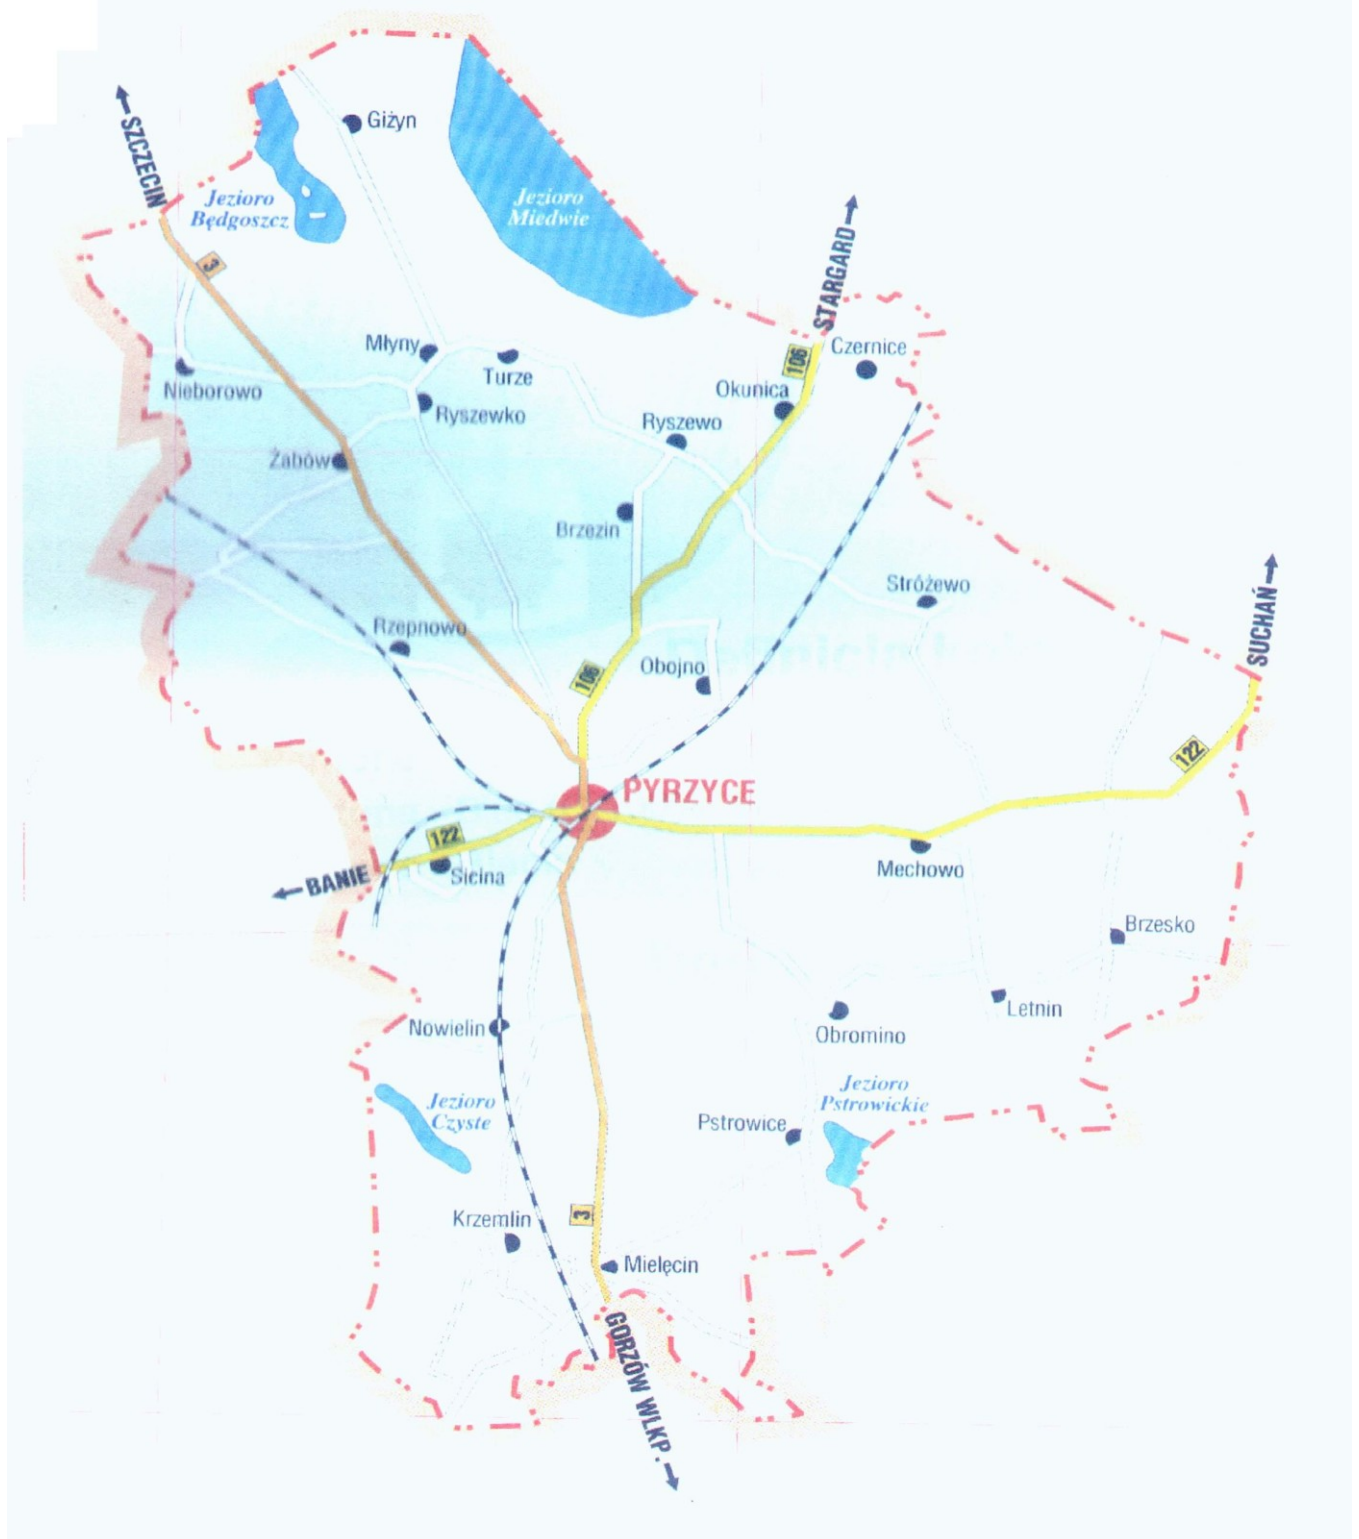 Giżyn
SZCZECIN
Jezioro
Będgoszcz
Jezioro
Miedwie
STARGARD
3
Młyny
Turze
Czernice
106
Okunica
Nieborowo
Ryszewko
Ryszewo
Żabów
Brzezin
Stróżewo
SUCHAŃ
Rzepnowo
Obojno
106
122
PYRZYCE
122
Mechowo
BANIE
Sicina
Brzesko
Letnin
Nowielin
Obromino
Jezioro
Pstrowickie
Jezioro
Czyste
Pstrowice
Krzemlin
3
Mielęcin
GORZÓW WLKP.